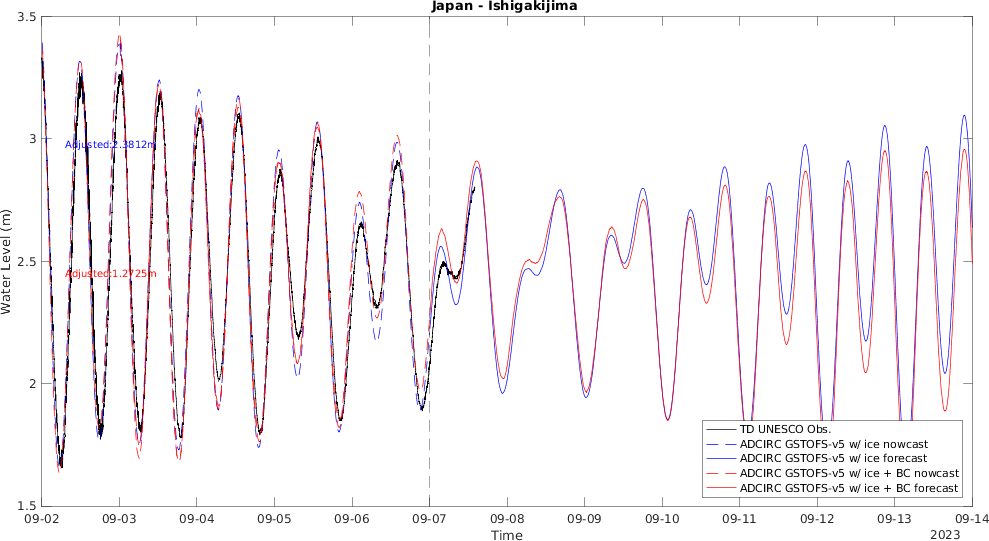 Japan - Ishigakijima
3.5
3
2.5
2
1.5
Water Level (m)
Adjusted:2.3812m
Adjusted:1.2725m
TD UNESCO Obs.
ADCIRC GSTOFS-v5 w/ ice nowcast
ADCIRC GSTOFS-v5 w/ ice forecast
ADCIRC GSTOFS-v5 w/ ice + BC nowcast
ADCIRC GSTOFS-v5 w/ ice + BC forecast
09-02 09-03 09-04 09-05 09-06 09-07 09-08 09-09 09-10 09-11 09-12 09-13 09-14
Time
2023